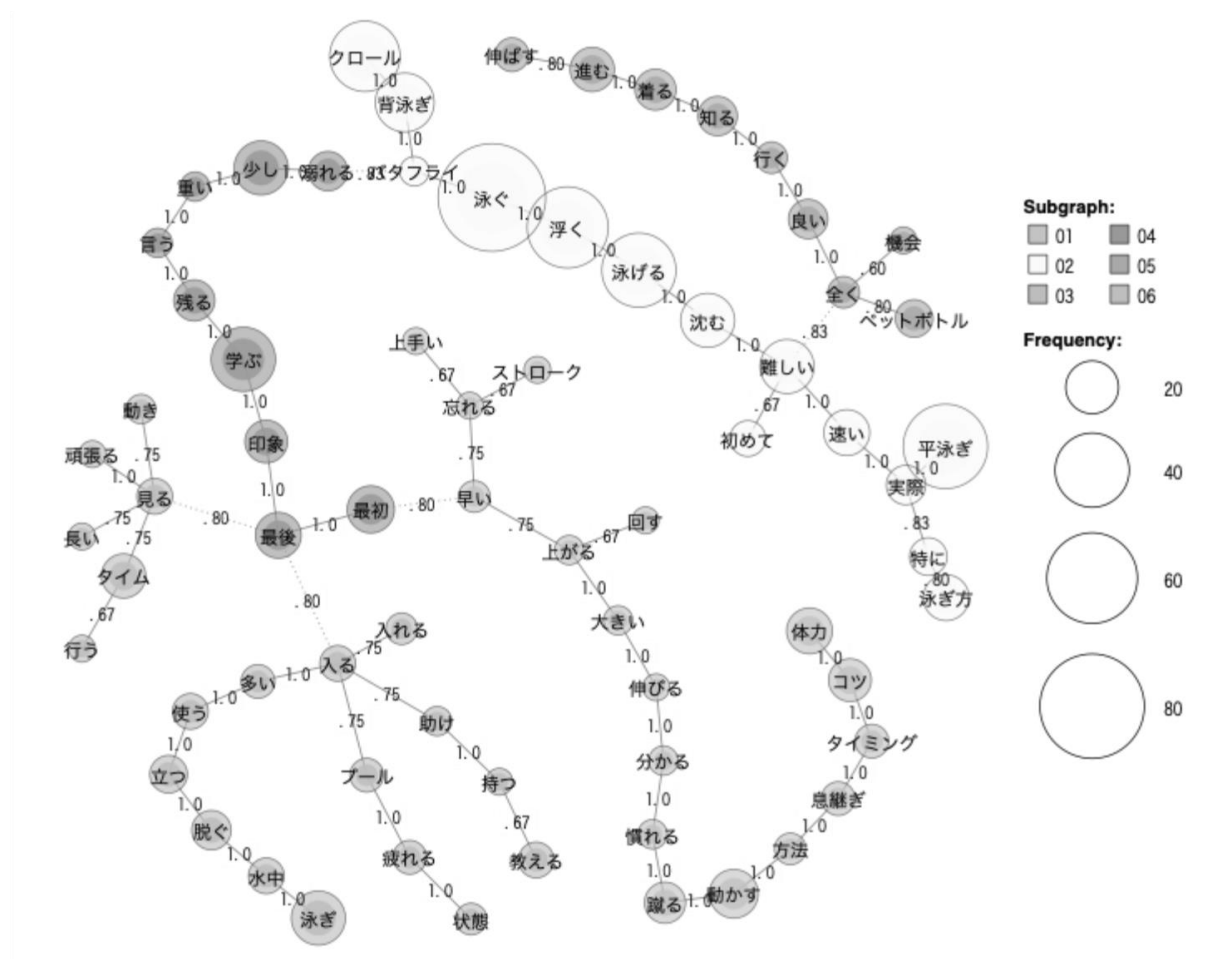 クロール
1.0
背泳ぎ
1.0
バタフライ
1.0
泳ぐ
1.0
浮く
1.0
泳げる
1.0
沈む
1.0
難しい
.67
初めて
1.0
速い
1.0
実際
1.0
平泳ぎ
.83
特に
.80
泳ぎ方
伸ばす
.80
進む
1.0
着る
1.0
知る
1.0
行く
1.0
良い
1.0
全く
.60
機会
.80
ペットボトル
.83
.83
溺れる
1.0
少し
1.0
重い
1.0
言う
1.0
残る
1.0
学ぶ
1.0
印象
1.0
最後
1.0
最初
.80
早い
.75
忘れる
.67
上手い
.67
ストローク
.80
見る
.75
動き
1.0
頑張る
.75
長い
.75
タイム
.67
行う
.80
入る
.75
入れる
1.0
多い
1.0
使う
1.0
立つ
1.0
脱ぐ
1.0
水中
1.0
泳ぎ
.75
プール
1.0
疲れる
1.0
状態
.75
助け
1.0
持つ
.67
教える
.75
上がる
.67
回す
1.0
大きい
1.0
伸びる
1.0
分かる
1.0
慣れる
1.0
蹴る
1.0
動かす
1.0
方法
1.0
息継ぎ
1.0
タイミング
1.0
コツ
1.0
体力
Subgraph:
01 04
02 05
03 06
Frequency:
20
40
60
80